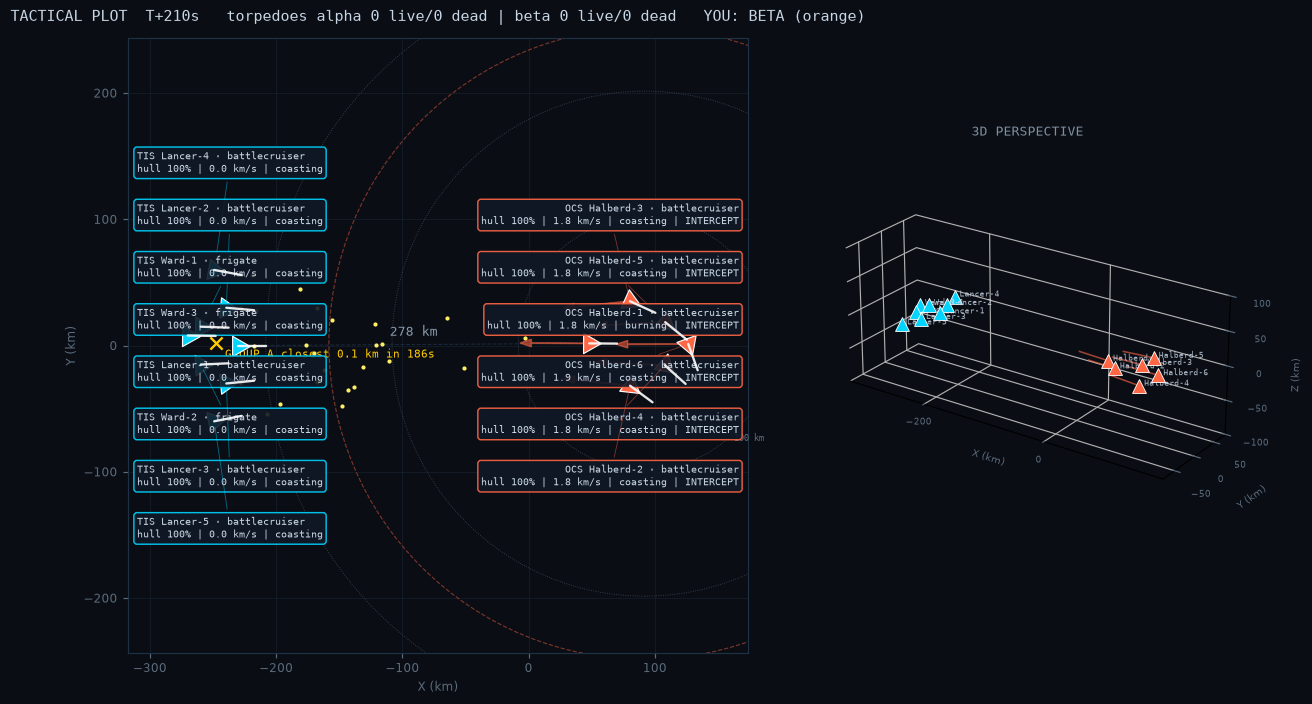 TACTICAL PLOT  T+210s   torpedoes alpha 0 live/0 dead | beta 0 live/0 dead   YOU: BETA (orange)
3D PERSPECTIVE
TIS Lancer-4 · battlecruiser
hull 100% | 0.0 km/s | coasting
TIS Lancer-2 · battlecruiser
hull 100% | 0.0 km/s | coasting
TIS Ward-1 · frigate
hull 100% | 0.0 km/s | coasting
TIS Ward-3 · frigate
hull 100% | 0.0 km/s | coasting
TIS Lancer-1 · battlecruiser
hull 100% | 0.0 km/s | coasting
TIS Ward-2 · frigate
hull 100% | 0.0 km/s | coasting
TIS Lancer-3 · battlecruiser
hull 100% | 0.0 km/s | coasting
TIS Lancer-5 · battlecruiser
hull 100% | 0.0 km/s | coasting
OCS Halberd-3 · battlecruiser
hull 100% | 1.8 km/s | coasting | INTERCEPT
OCS Halberd-5 · battlecruiser
hull 100% | 1.8 km/s | coasting | INTERCEPT
OCS Halberd-1 · battlecruiser
hull 100% | 1.8 km/s | burning | INTERCEPT
OCS Halberd-6 · battlecruiser
hull 100% | 1.9 km/s | coasting | INTERCEPT
OCS Halberd-4 · battlecruiser
hull 100% | 1.8 km/s | coasting | INTERCEPT
OCS Halberd-2 · battlecruiser
hull 100% | 1.8 km/s | coasting | INTERCEPT
278 km
GROUP A closest 0.1 km in 186s
200
100
0
−100
−200
Y (km)
−300
−200
−100
0
100
X (km)
Lancer-4
Lancer-1
Halberd-5
Halberd-3
Halberd-6
Halberd-4
−200
0
X (km)
−50
0
50
Y (km)
100
50
0
−50
−100
Z (km)